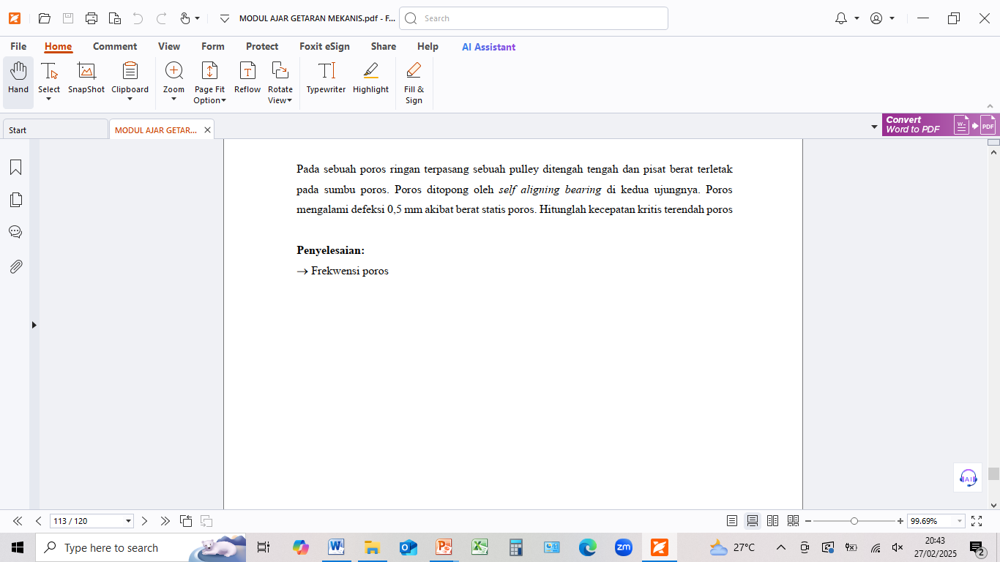 MODUL AJAR GETARAN MEKANIS.pdf - F...
Search
File Home Comment View Form Protect Foxit eSign Share Help AI Assistant
Hand
Select
SnapShot
Clipboard
Zoom
Page Fit
Option
Reflow
Rotate
View
Typewriter
Highlight
Fill &
Sign
Start
MODUL AJAR GETAR...
Convert
Word to PDF
W
PDF
Pada sebuah poros ringan terpasang sebuah pulley ditengah tengah dan pisat berat terletak
pada sumbu poros. Poros ditopong oleh self aligning bearing di kedua ujungnya. Poros
mengalami defeksi 0,5 mm akibat berat statis poros. Hitunglah kecepatan kritis terendah poros
Penyelesaian:
→ Frekwensi poros
AI
113 / 120
99.69%
Type here to search
zm
27°C
20:43
27/02/2025
2